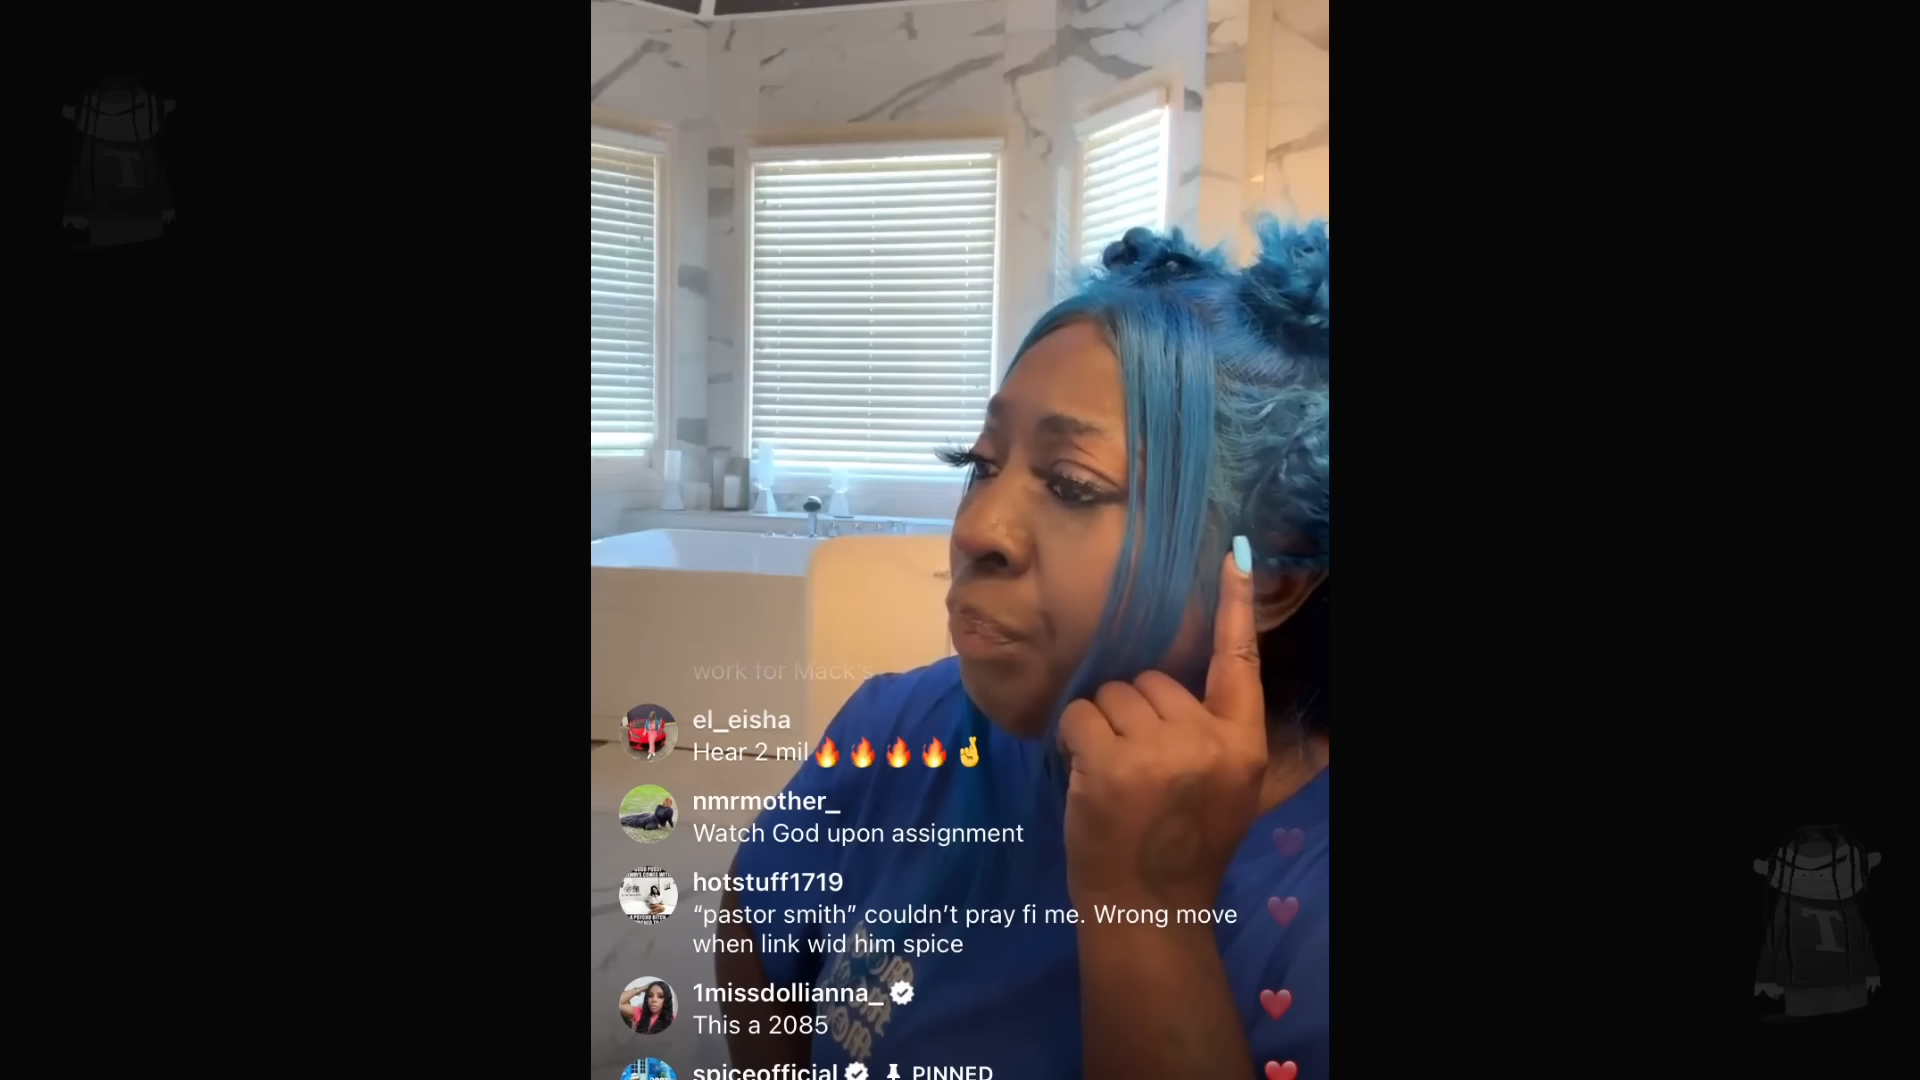 work for Mack's
el_eisha
Hear 2 mil🔥🔥🔥🔥🤞
nmrmother_
Watch God upon assignment
hotstuff1719
“pastor smith” couldn’t pray fi me. Wrong move
when link wid him spice
1missdollianna_
This a 2085
spiceofficial PINNED
T
T